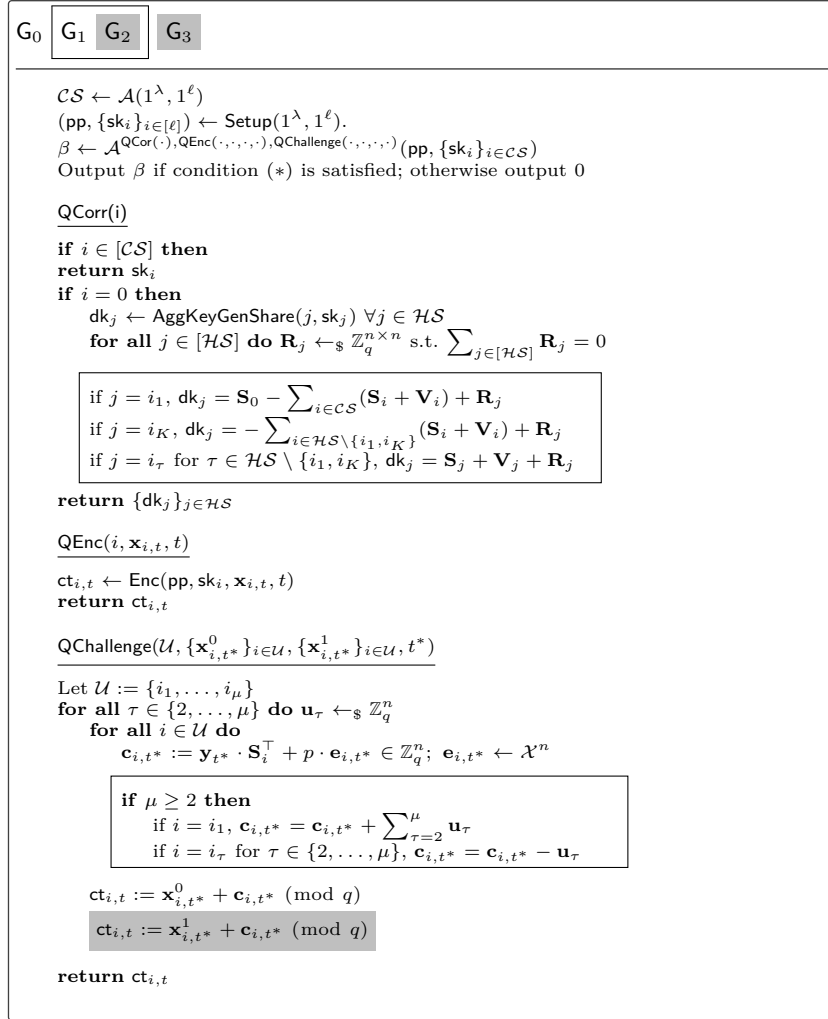 G₀ G₁ G₂ G₃
𝒞𝒮 ← 𝒜(1^λ, 1^ℓ)
(pp, {sk_i}_{i∈[ℓ]}) ← Setup(1^λ, 1^ℓ).
β ← 𝒜^{QCor(·),QEnc(·,·,·,·),QChallenge(·,·,·,·)}(pp, {sk_i}_{i∈𝒞𝒮})
Output β if condition (∗) is satisfied; otherwise output 0
QCorr(i)
if i ∈ [𝒞𝒮] then
return sk_i
if i = 0 then
dk_j ← AggKeyGenShare(j, sk_j) ∀j ∈ ℋ𝒮
for all j ∈ [ℋ𝒮] do R_j ←_$ ℤ_q^{n×n} s.t. ∑_{j∈[ℋ𝒮]} R_j = 0
if j = i₁, dk_j = S₀ − ∑_{i∈𝒞𝒮}(S_i + V_i) + R_j
if j = i_K, dk_j = − ∑_{i∈ℋ𝒮\{i₁,i_K}}(S_i + V_i) + R_j
if j = i_τ for τ ∈ ℋ𝒮 \ {i₁, i_K}, dk_j = S_j + V_j + R_j
return {dk_j}_{j∈ℋ𝒮}
QEnc(i, x_{i,t}, t)
ct_{i,t} ← Enc(pp, sk_i, x_{i,t}, t)
return ct_{i,t}
QChallenge(𝒰, {x^0_{i,t*}}_{i∈𝒰}, {x^1_{i,t*}}_{i∈𝒰}, t*)
Let 𝒰 := {i₁, . . . , i_μ}
for all τ ∈ {2, . . . , μ} do u_τ ←_$ ℤ_q^n
for all i ∈ 𝒰 do
c_{i,t*} := y_{t*} · S_i^⊤ + p · e_{i,t*} ∈ ℤ_q^n; e_{i,t*} ← 𝒳^n
if μ ≥ 2 then
if i = i₁, c_{i,t*} = c_{i,t*} + ∑_{τ=2}^{μ} u_τ
if i = i_τ for τ ∈ {2, . . . , μ}, c_{i,t*} = c_{i,t*} − u_τ
ct_{i,t} := x^0_{i,t*} + c_{i,t*} (mod q)
ct_{i,t} := x^1_{i,t*} + c_{i,t*} (mod q)
return ct_{i,t}